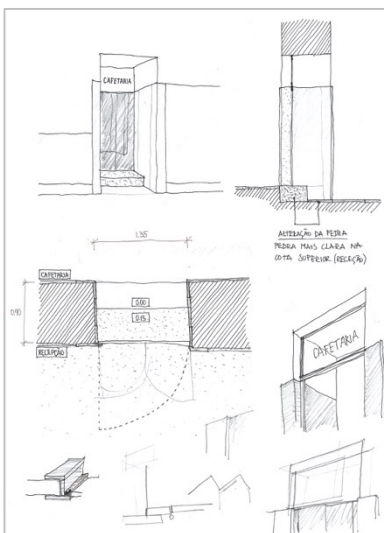 CAFETARIA
ALTERAÇÃO DA PEDRA
PEDRA MAIS CLARA NA
COTA SUPERIOR (RECEÇÃO)
1.35
CAFETARIA
0.00
0.15
0.90
RECEPÇÃO
CAFETARIA